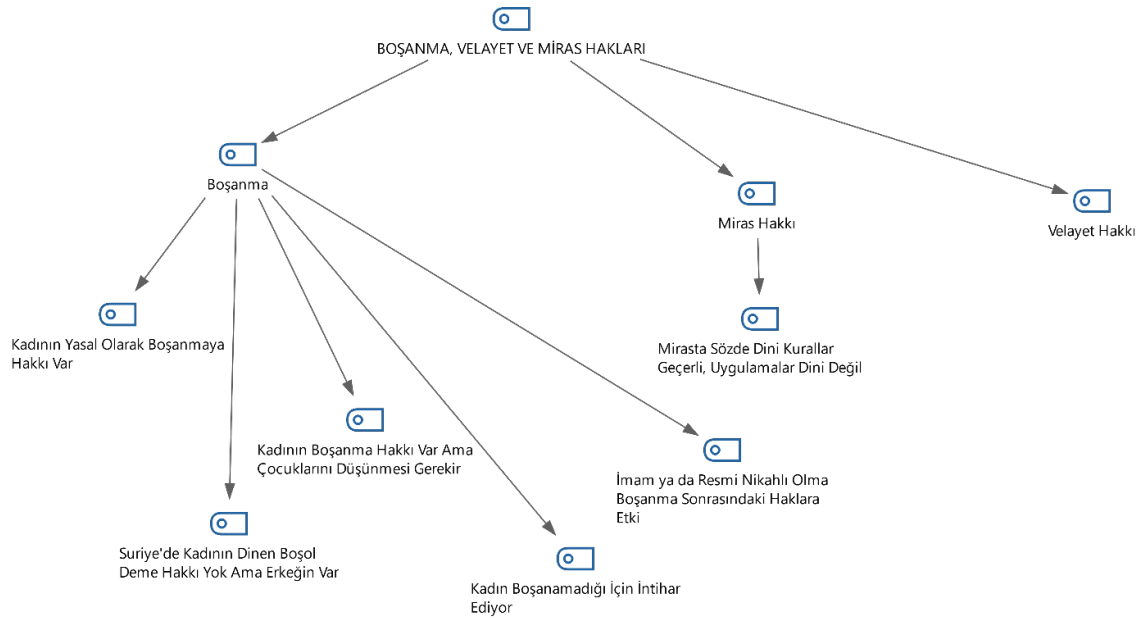 BOŞANMA, VELAYET VE MİRAS HAKLARI
Boşanma
Miras Hakkı
Velayet Hakkı
Kadının Yasal Olarak Boşanmaya
Hakkı Var
Mirasta Sözde Dini Kurallar
Geçerli, Uygulamalar Dini Değil
Kadının Boşanma Hakkı Var Ama
Çocuklarını Düşünmesi Gerekir
İmam ya da Resmi Nikahlı Olma
Boşanma Sonrasındaki Haklara
Etki
Suriye'de Kadının Dinen Boşol
Deme Hakkı Yok Ama Erkeğin Var
Kadın Boşanamadığı İçin İntihar
Ediyor